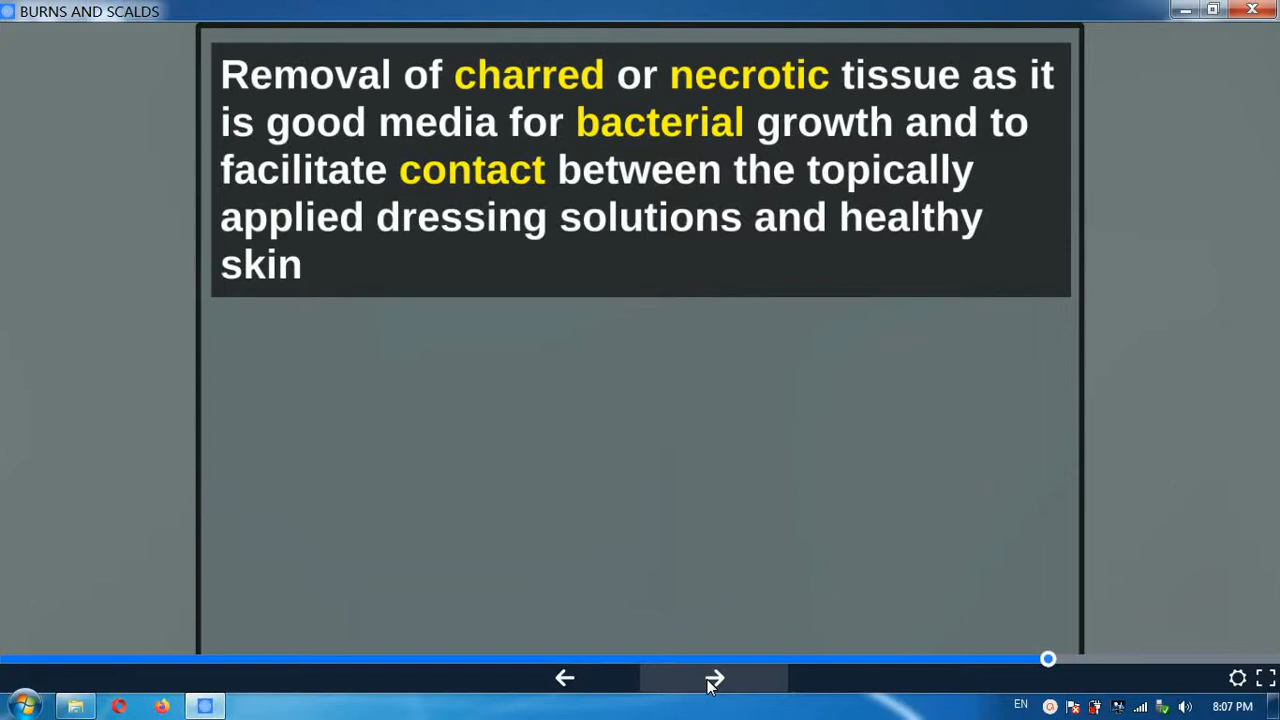 BURNS AND SCALDS
Removal of charred or necrotic tissue as it
is good media for bacterial growth and to
facilitate contact between the topically
applied dressing solutions and healthy
skin
EN
8:07 PM